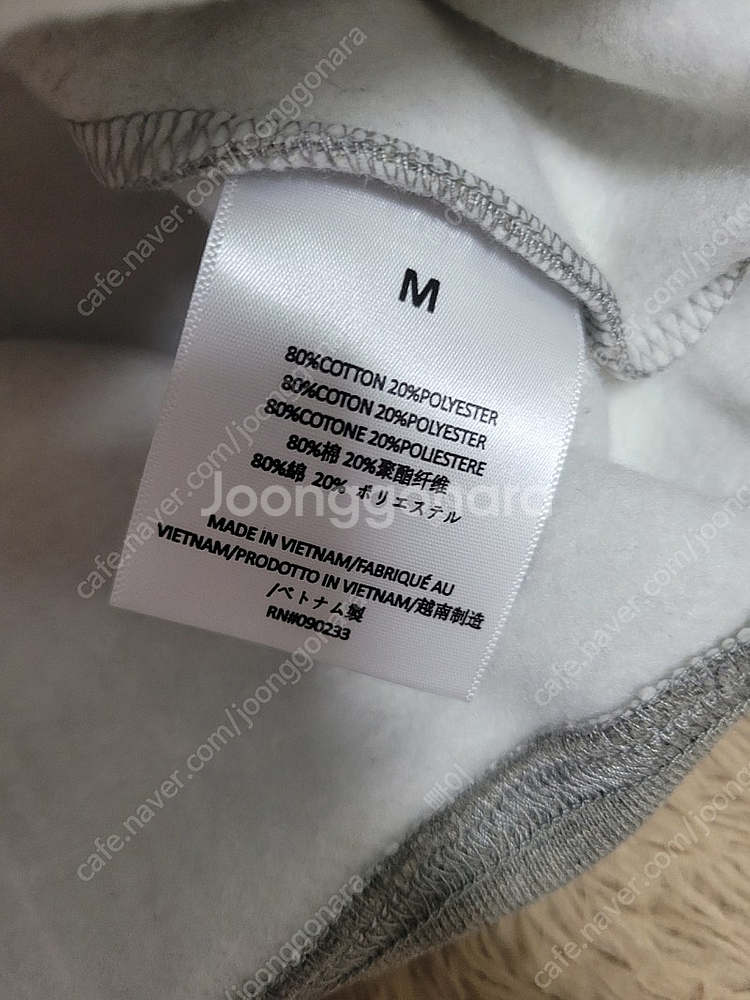 M
80%COTTON 20%POLYESTER
80%COTON 20%POLYESTER
80%COTONE 20%POLIESTERE
80%棉 20%聚酯纤维
80%綿 20% ポリエステル
Joonggonara
MADE IN VIETNAM/FABRIQUÉ AU
VIETNAM/PRODOTTO IN VIETNAM/越南制造
/ベトナム製
RN#090233
cafe.naver.com/joonggonara